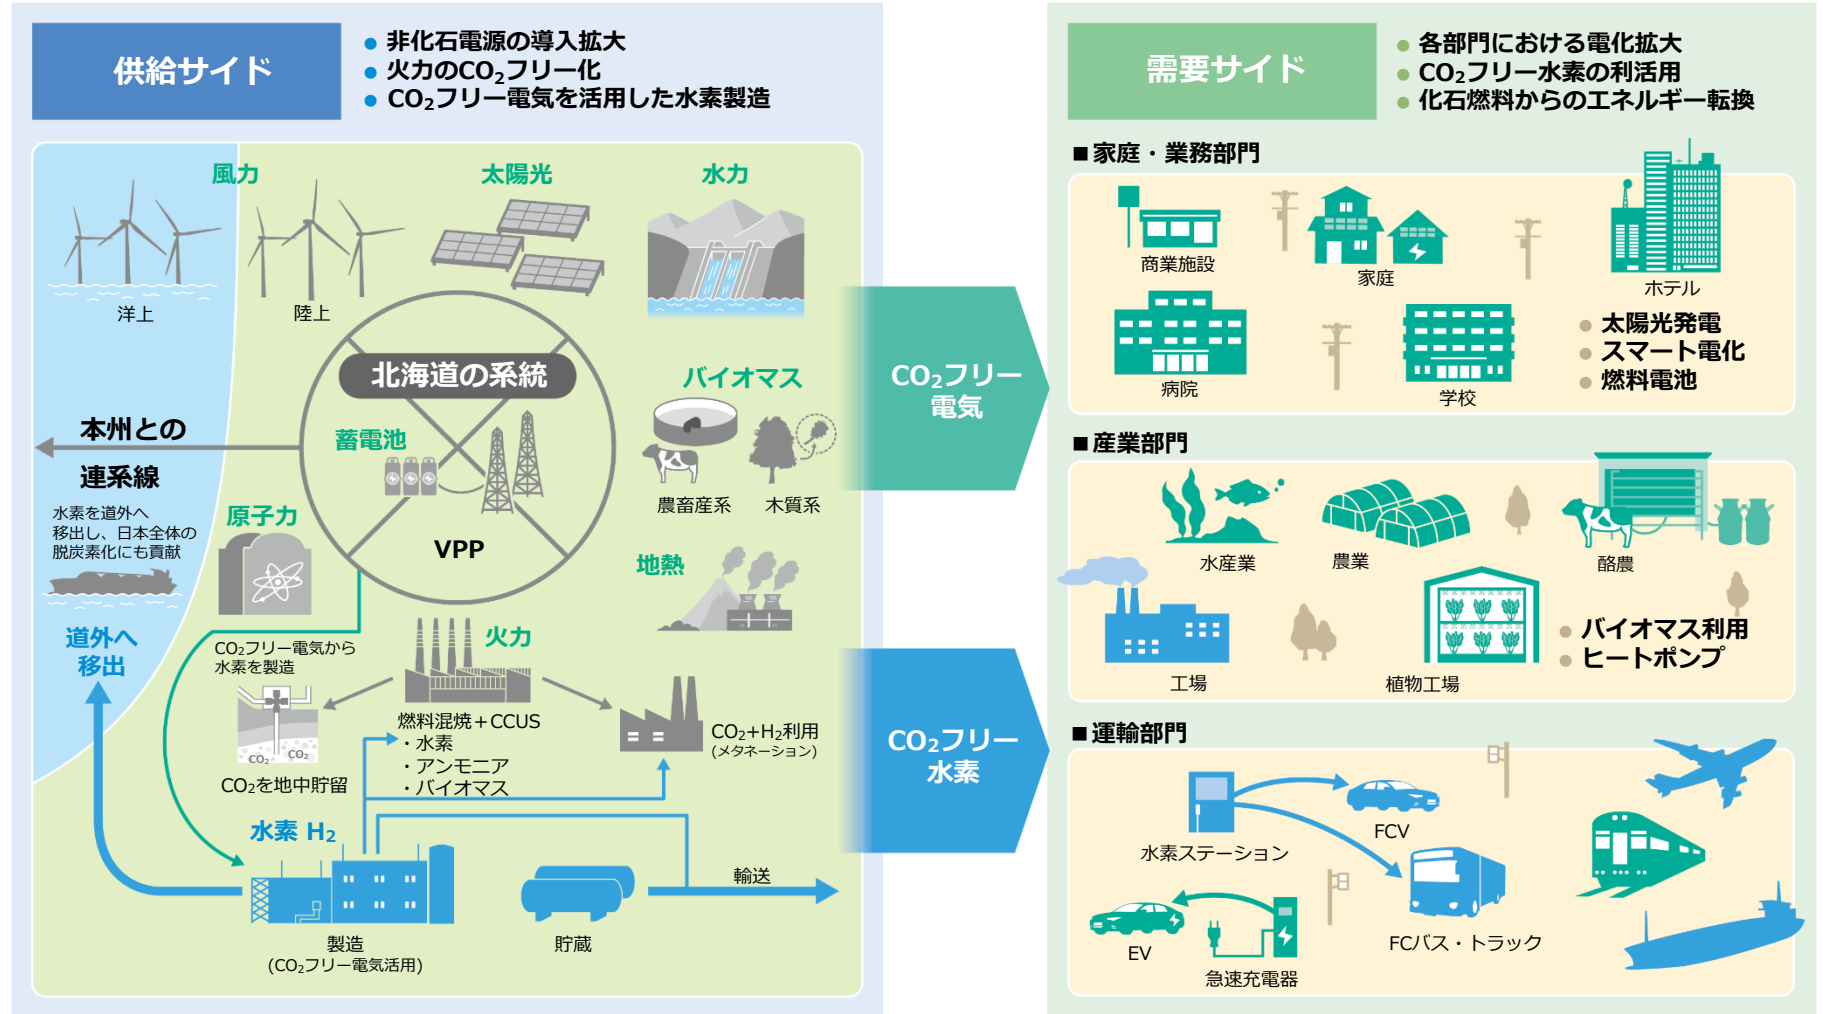 供給サイド
● 非化石電源の導入拡大
● 火力のCO₂フリー化
● CO₂フリー電気を活用した水素製造
風力
太陽光
水力
洋上
陸上
北海道の系統
蓄電池
VPP
バイオマス
農畜産系
木質系
本州との
連系線
水素を道外へ
移出し、日本全体の
脱炭素化にも貢献
原子力
地熱
道外へ
移出
CO₂フリー電気から
水素を製造
火力
CO₂
CO₂
CO₂を地中貯留
燃料混焼＋CCUS
・水素
・アンモニア
・バイオマス
CO₂+H₂利用
(メタネーション)
水素 H₂
製造
(CO₂フリー電気活用)
貯蔵
輸送
CO₂フリー
電気
CO₂フリー
水素
需要サイド
● 各部門における電化拡大
● CO₂フリー水素の利活用
● 化石燃料からのエネルギー転換
■家庭・業務部門
商業施設
家庭
ホテル
病院
学校
● 太陽光発電
● スマート電化
● 燃料電池
■産業部門
水産業
農業
酪農
工場
植物工場
● バイオマス利用
● ヒートポンプ
■運輸部門
水素ステーション
FCV
FCバス・トラック
EV
急速充電器